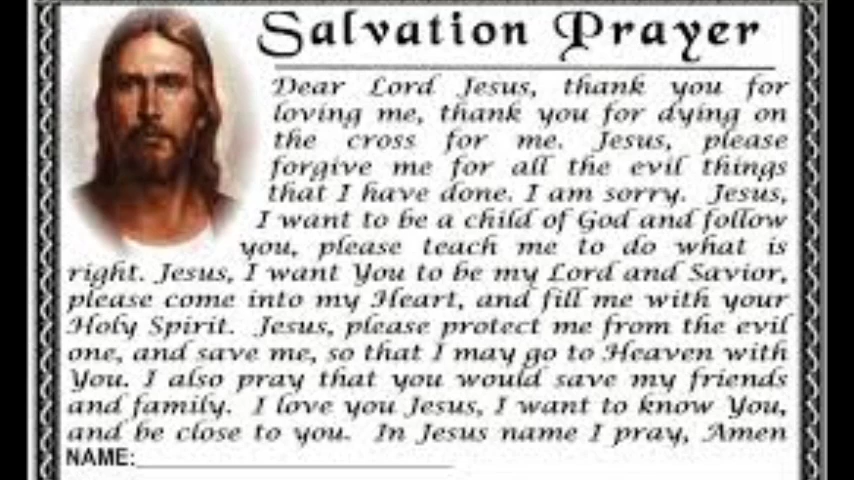 Salvation Prayer
Dear Lord Jesus, thank you for
loving me, thank you for dying on
the cross for me. Jesus, please
forgive me for all the evil things
that I have done. I am sorry. Jesus,
I want to be a child of God and follow
you, please teach me to do what is
right. Jesus, I want You to be my Lord and Savior,
please come into my Heart, and fill me with your
Holy Spirit. Jesus, please protect me from the evil
one, and save me, so that I may go to Heaven with
You. I also pray that you would save my friends
and family. I love you Jesus, I want to know You,
and be close to you. In Jesus name I pray, Amen
NAME: